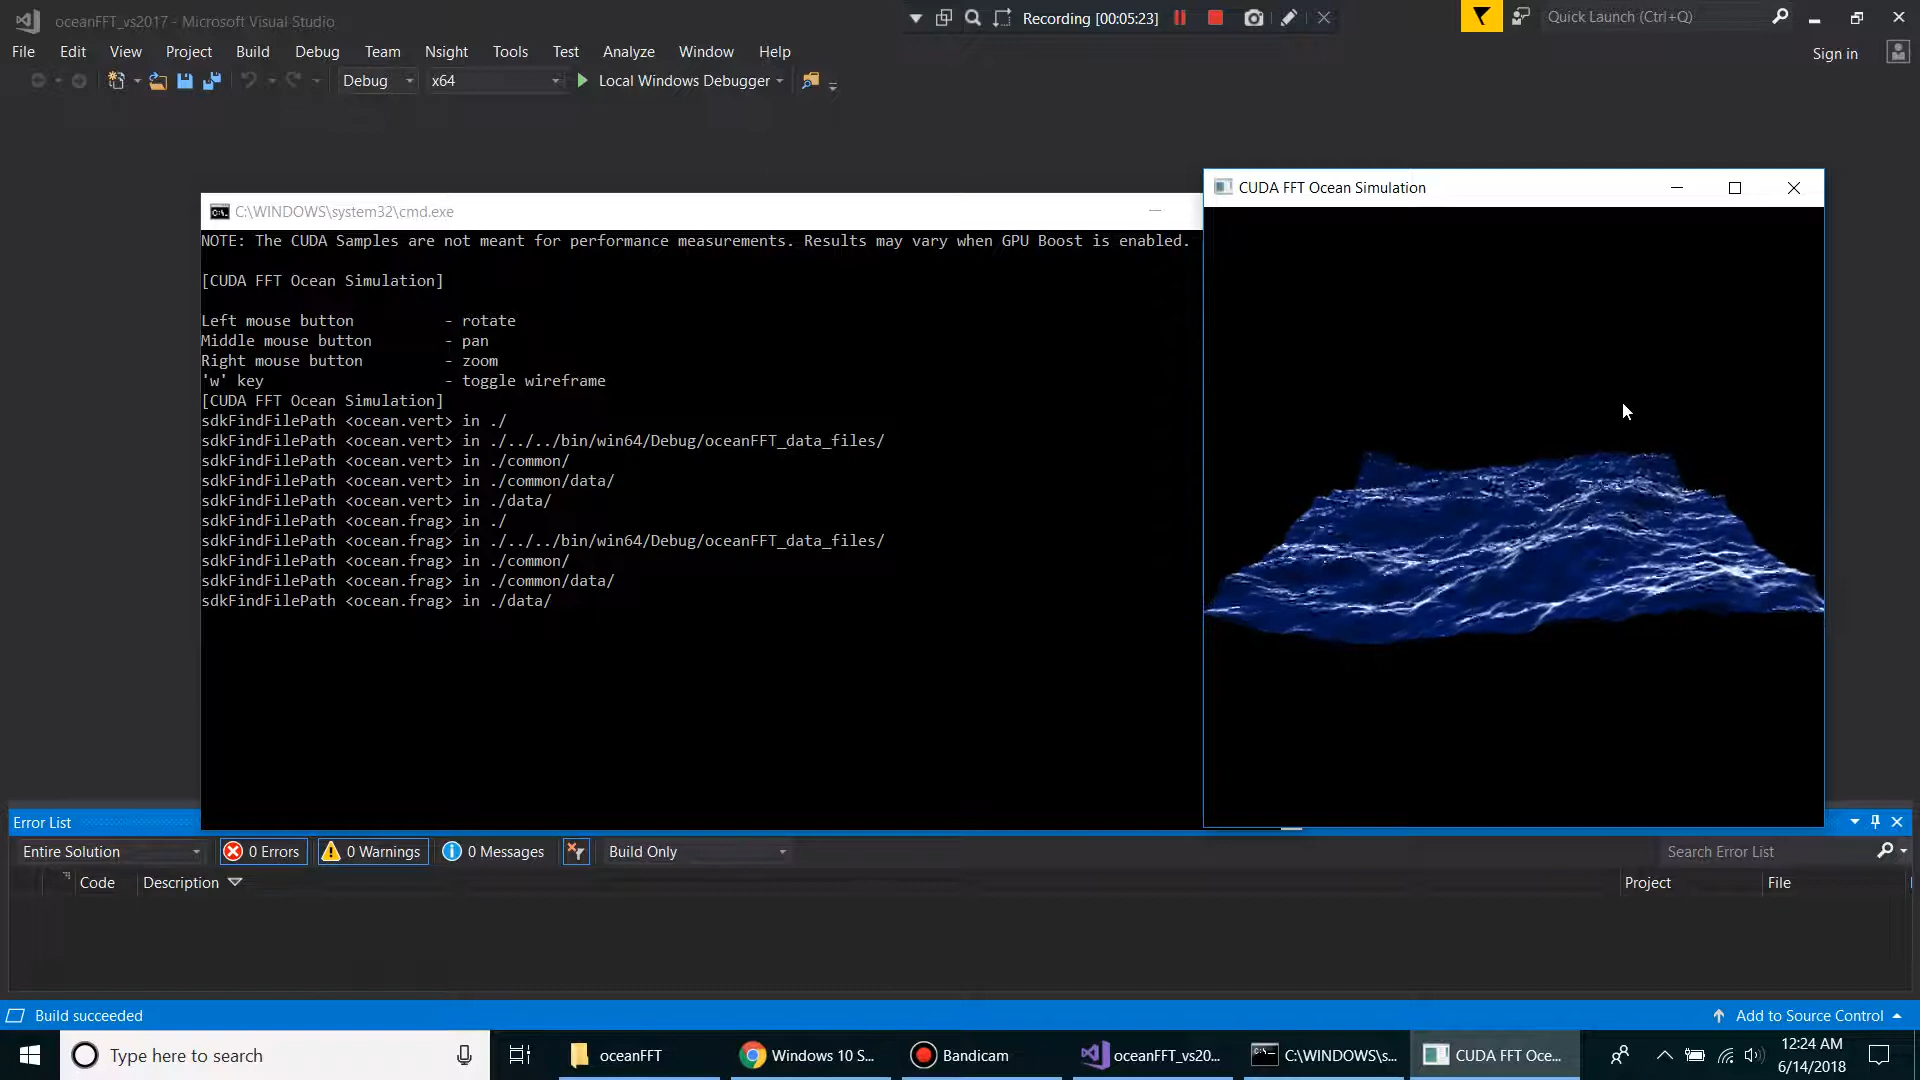 oceanFFT_vs2017 - Microsoft Visual Studio
Recording [00:05:23]
Quick Launch (Ctrl+Q)
File Edit View Project Build Debug Team Nsight Tools Test Analyze Window Help
Sign in
Debug x64 Local Windows Debugger
CUDA FFT Ocean Simulation
C:\WINDOWS\system32\cmd.exe
NOTE: The CUDA Samples are not meant for performance measurements. Results may vary when GPU Boost is enabled.
[CUDA FFT Ocean Simulation]
Left mouse button - rotate
Middle mouse button - pan
Right mouse button - zoom
'w' key - toggle wireframe
[CUDA FFT Ocean Simulation]
sdkFindFilePath <ocean.vert> in ./
sdkFindFilePath <ocean.vert> in ./../../bin/win64/Debug/oceanFFT_data_files/
sdkFindFilePath <ocean.vert> in ./common/
sdkFindFilePath <ocean.vert> in ./common/data/
sdkFindFilePath <ocean.vert> in ./data/
sdkFindFilePath <ocean.frag> in ./
sdkFindFilePath <ocean.frag> in ./../../bin/win64/Debug/oceanFFT_data_files/
sdkFindFilePath <ocean.frag> in ./common/
sdkFindFilePath <ocean.frag> in ./common/data/
sdkFindFilePath <ocean.frag> in ./data/
Error List
Entire Solution 0 Errors 0 Warnings 0 Messages Build Only Search Error List
Code Description Project File
Build succeeded
Add to Source Control
Type here to search
oceanFFT
Windows 10 S...
Bandicam
oceanFFT_vs20...
C:\WINDOWS\s...
CUDA FFT Oce...
12:24 AM
6/14/2018